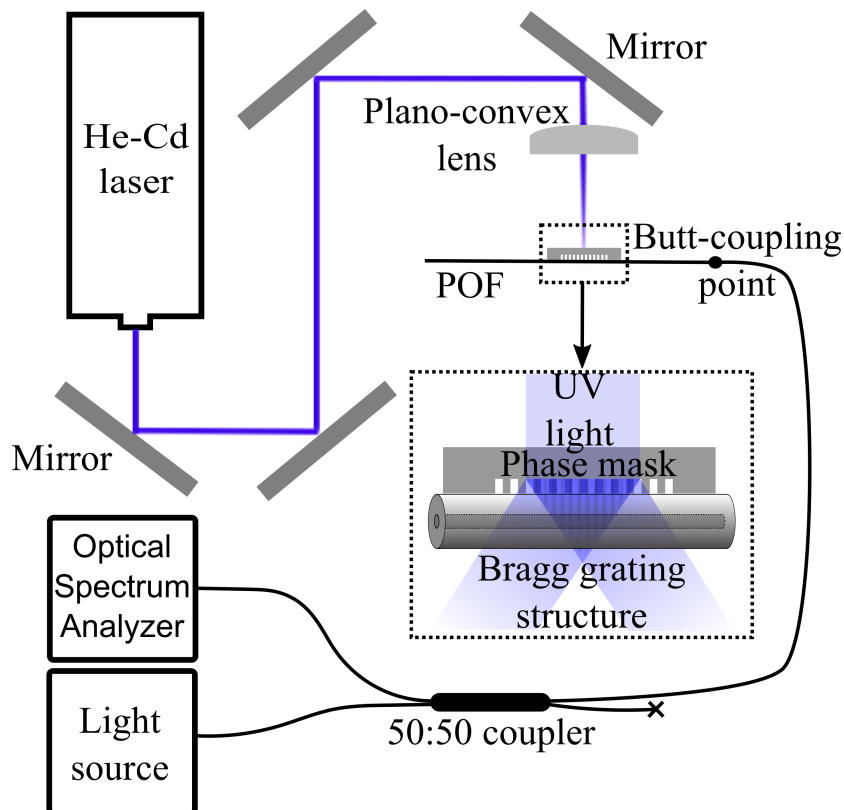 Mirror
He-Cd
laser
Plano-convex
lens
Butt-coupling
point
POF
UV
light
Phase mask
Bragg grating
structure
Mirror
Optical
Spectrum
Analyzer
Light
source
50:50 coupler